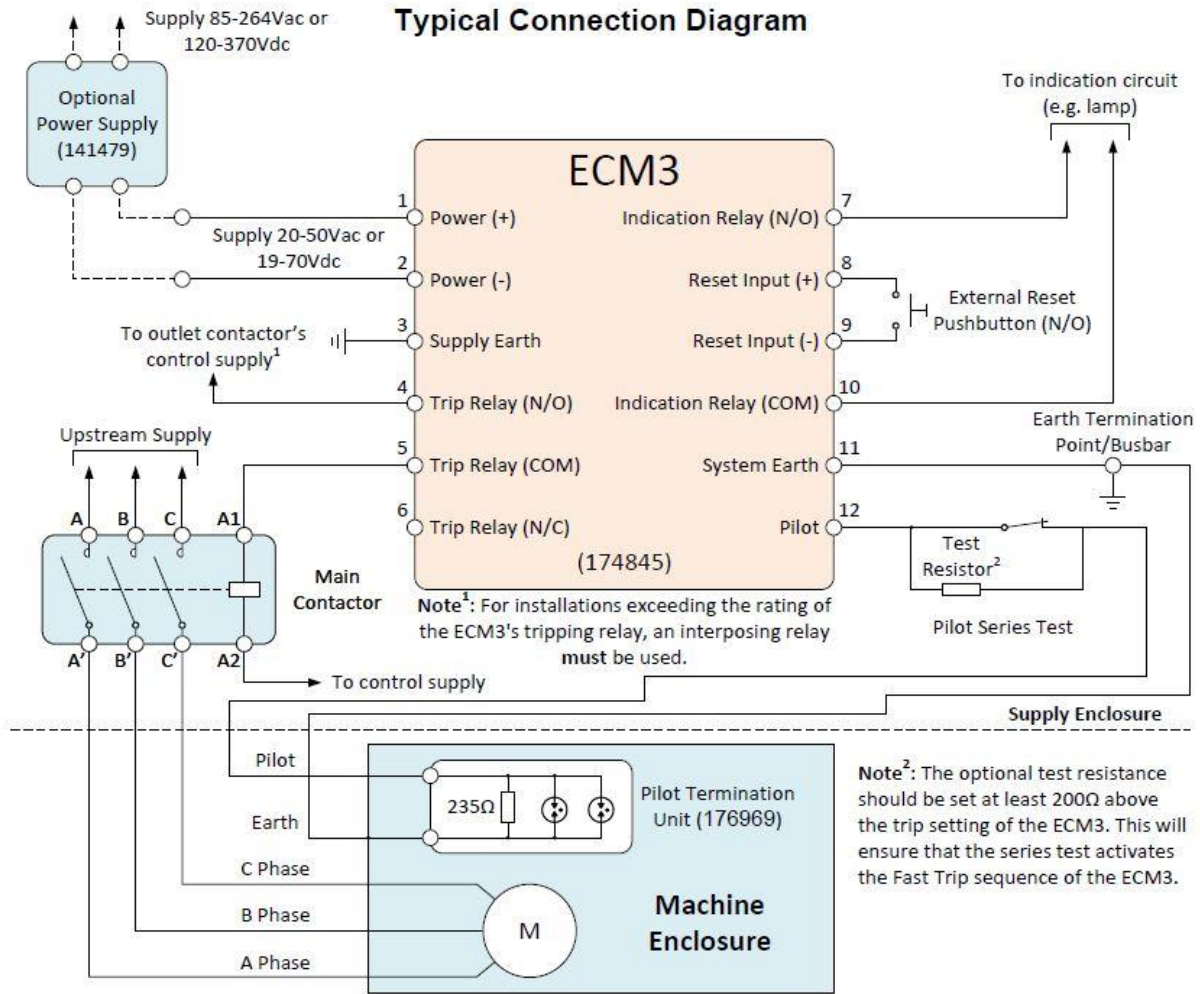 Typical Connection Diagram
Supply 85-264Vac or
120-370Vdc
Optional
Power Supply
(141479)
To indication circuit
(e.g. lamp)
ECM3
1
Power (+)
Supply 20-50Vac or
19-70Vdc
2
Power (-)
3
Supply Earth
To outlet contactor's
control supply¹
4
Trip Relay (N/O)
5
Trip Relay (COM)
6
Trip Relay (N/C)
7
Indication Relay (N/O)
8
Reset Input (+)
External Reset
Pushbutton (N/O)
9
Reset Input (-)
10
Indication Relay (COM)
Earth Termination
Point/Busbar
11
System Earth
12
Pilot
(174845)
Test
Resistor²
Pilot Series Test
Upstream Supply
A B C A1
Main
Contactor
A' B' C' A2
To control supply
Note¹: For installations exceeding the rating of
the ECM3's tripping relay, an interposing relay
must be used.
Supply Enclosure
Pilot
Earth
235Ω
Pilot Termination
Unit (176969)
C Phase
B Phase
A Phase
M
Machine
Enclosure
Note²: The optional test resistance
should be set at least 200Ω above
the trip setting of the ECM3. This will
ensure that the series test activates
the Fast Trip sequence of the ECM3.